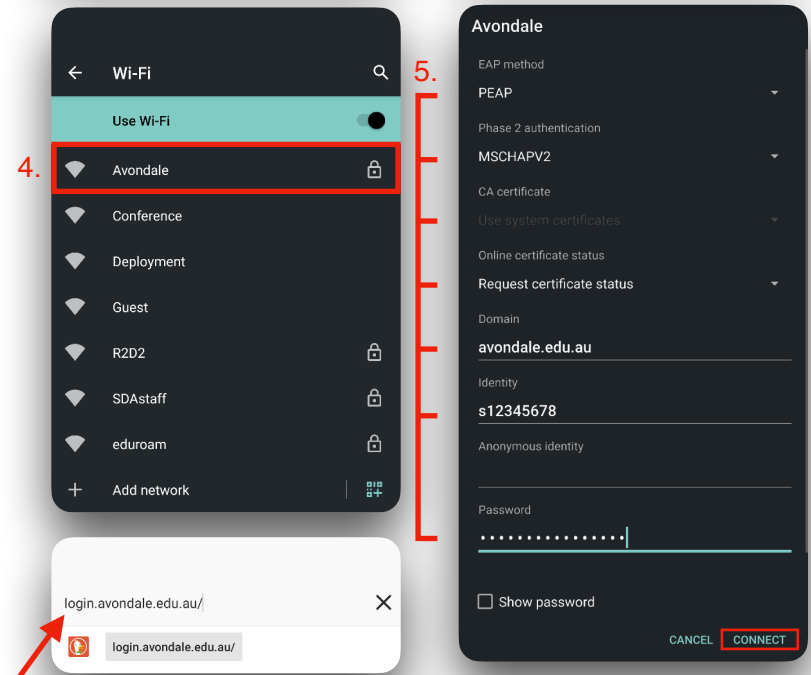 Wi-Fi
Use Wi-Fi
4.
Avondale
Conference
Deployment
Guest
R2D2
SDAstaff
eduroam
Add network
login.avondale.edu.au/
login.avondale.edu.au/
5.
Avondale
EAP method
PEAP
Phase 2 authentication
MSCHAPV2
CA certificate
Use system certificates
Online certificate status
Request certificate status
Domain
avondale.edu.au
Identity
s12345678
Anonymous identity
Password
••••••••••••••••
Show password
CANCEL CONNECT